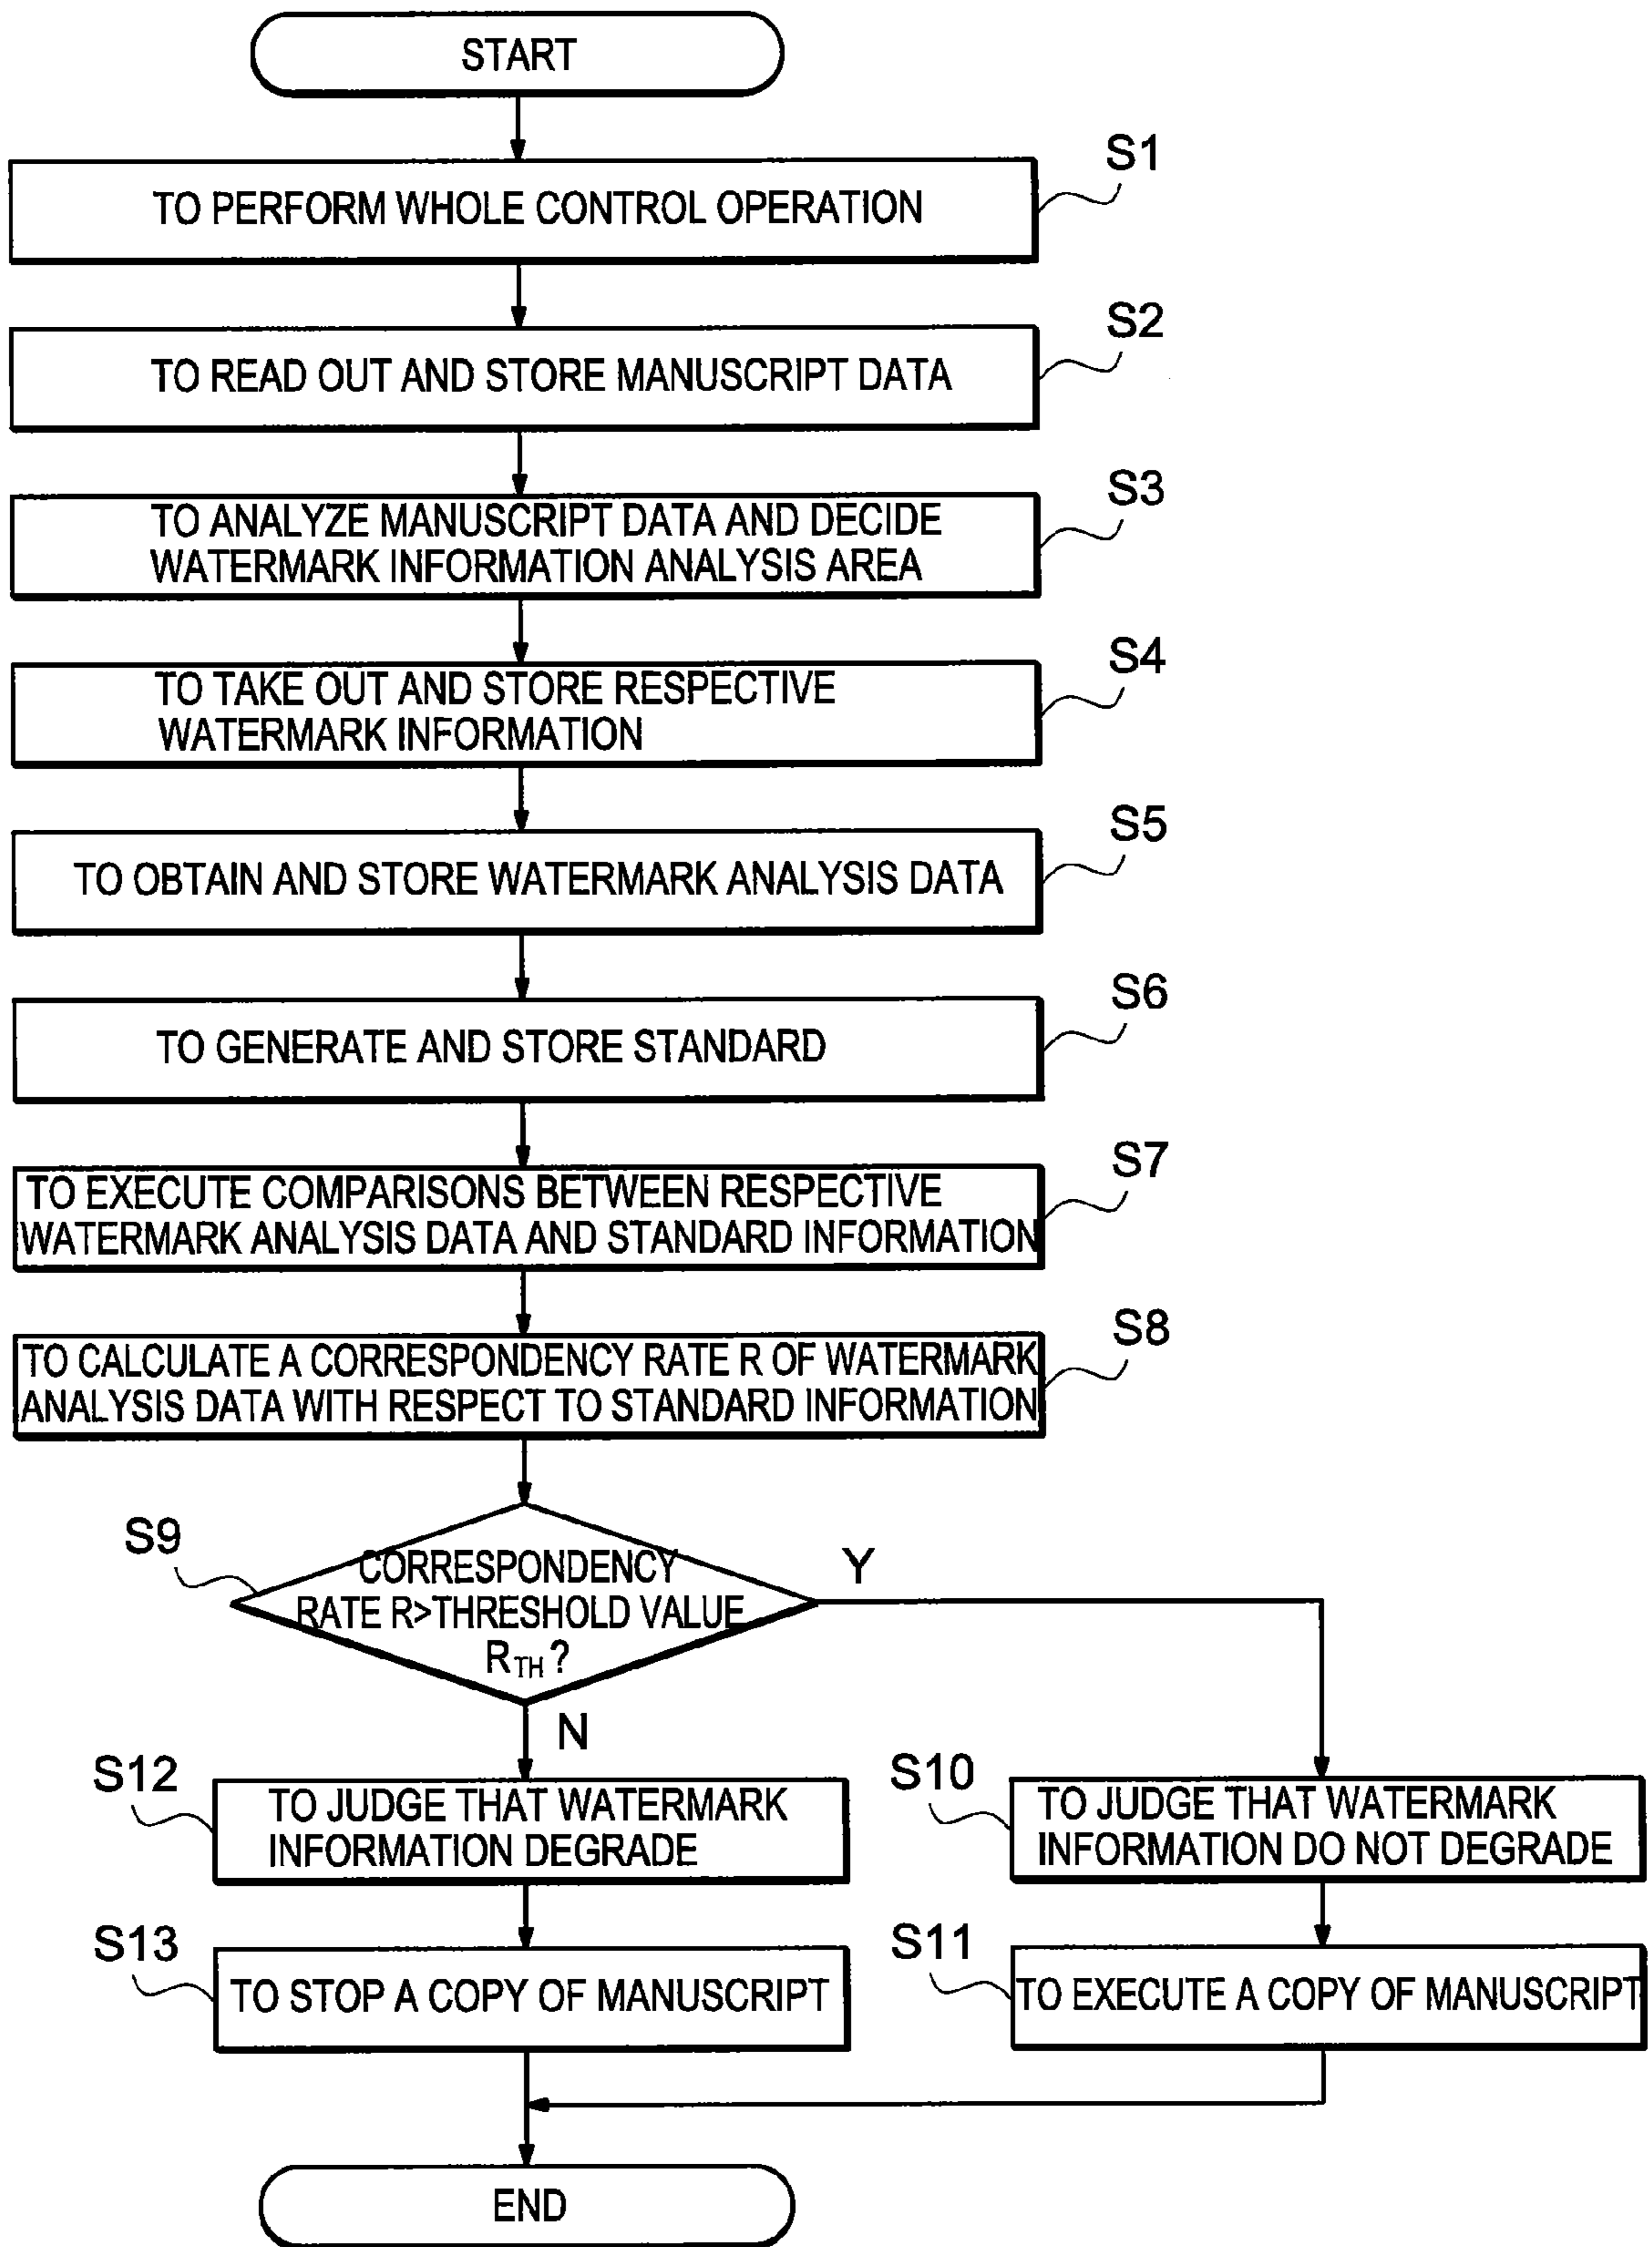 START
S1
TO PERFORM WHOLE CONTROL OPERATION
S2
TO READ OUT AND STORE MANUSCRIPT DATA
S3
TO ANALYZE MANUSCRIPT DATA AND DECIDE
WATERMARK INFORMATION ANALYSIS AREA
S4
TO TAKE OUT AND STORE RESPECTIVE
WATERMARK INFORMATION
S5
TO OBTAIN AND STORE WATERMARK ANALYSIS DATA
S6
TO GENERATE AND STORE STANDARD
S7
TO EXECUTE COMPARISONS BETWEEN RESPECTIVE
WATERMARK ANALYSIS DATA AND STANDARD INFORMATION
S8
TO CALCULATE A CORRESPONDENCY RATE R OF WATERMARK
ANALYSIS DATA WITH RESPECT TO STANDARD INFORMATION
S9
CORRESPONDENCY
RATE R>THRESHOLD VALUE
RTH ?
Y
N
S12
TO JUDGE THAT WATERMARK
INFORMATION DEGRADE
S10
TO JUDGE THAT WATERMARK
INFORMATION DO NOT DEGRADE
S13
TO STOP A COPY OF MANUSCRIPT
S11
TO EXECUTE A COPY OF MANUSCRIPT
END